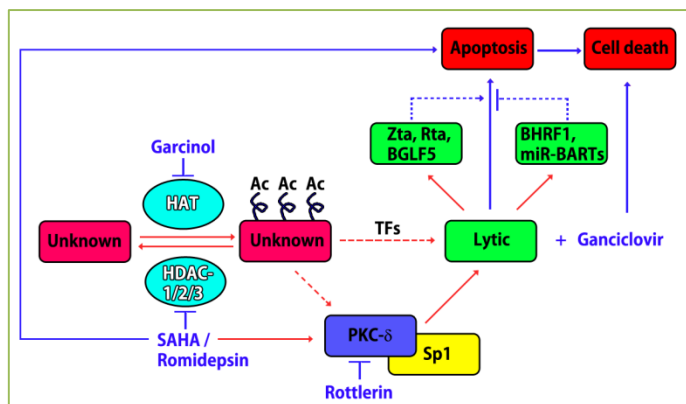 Apoptosis
Cell death
Zta, Rta,
BGLF5
BHRF1,
miR-BARTs
Garcinol
HAT
Ac Ac Ac
Unknown
Unknown
TFs
Lytic
+ Ganciclovir
HDAC-
1/2/3
SAHA /
Romidepsin
PKC-δ
Sp1
Rottlerin